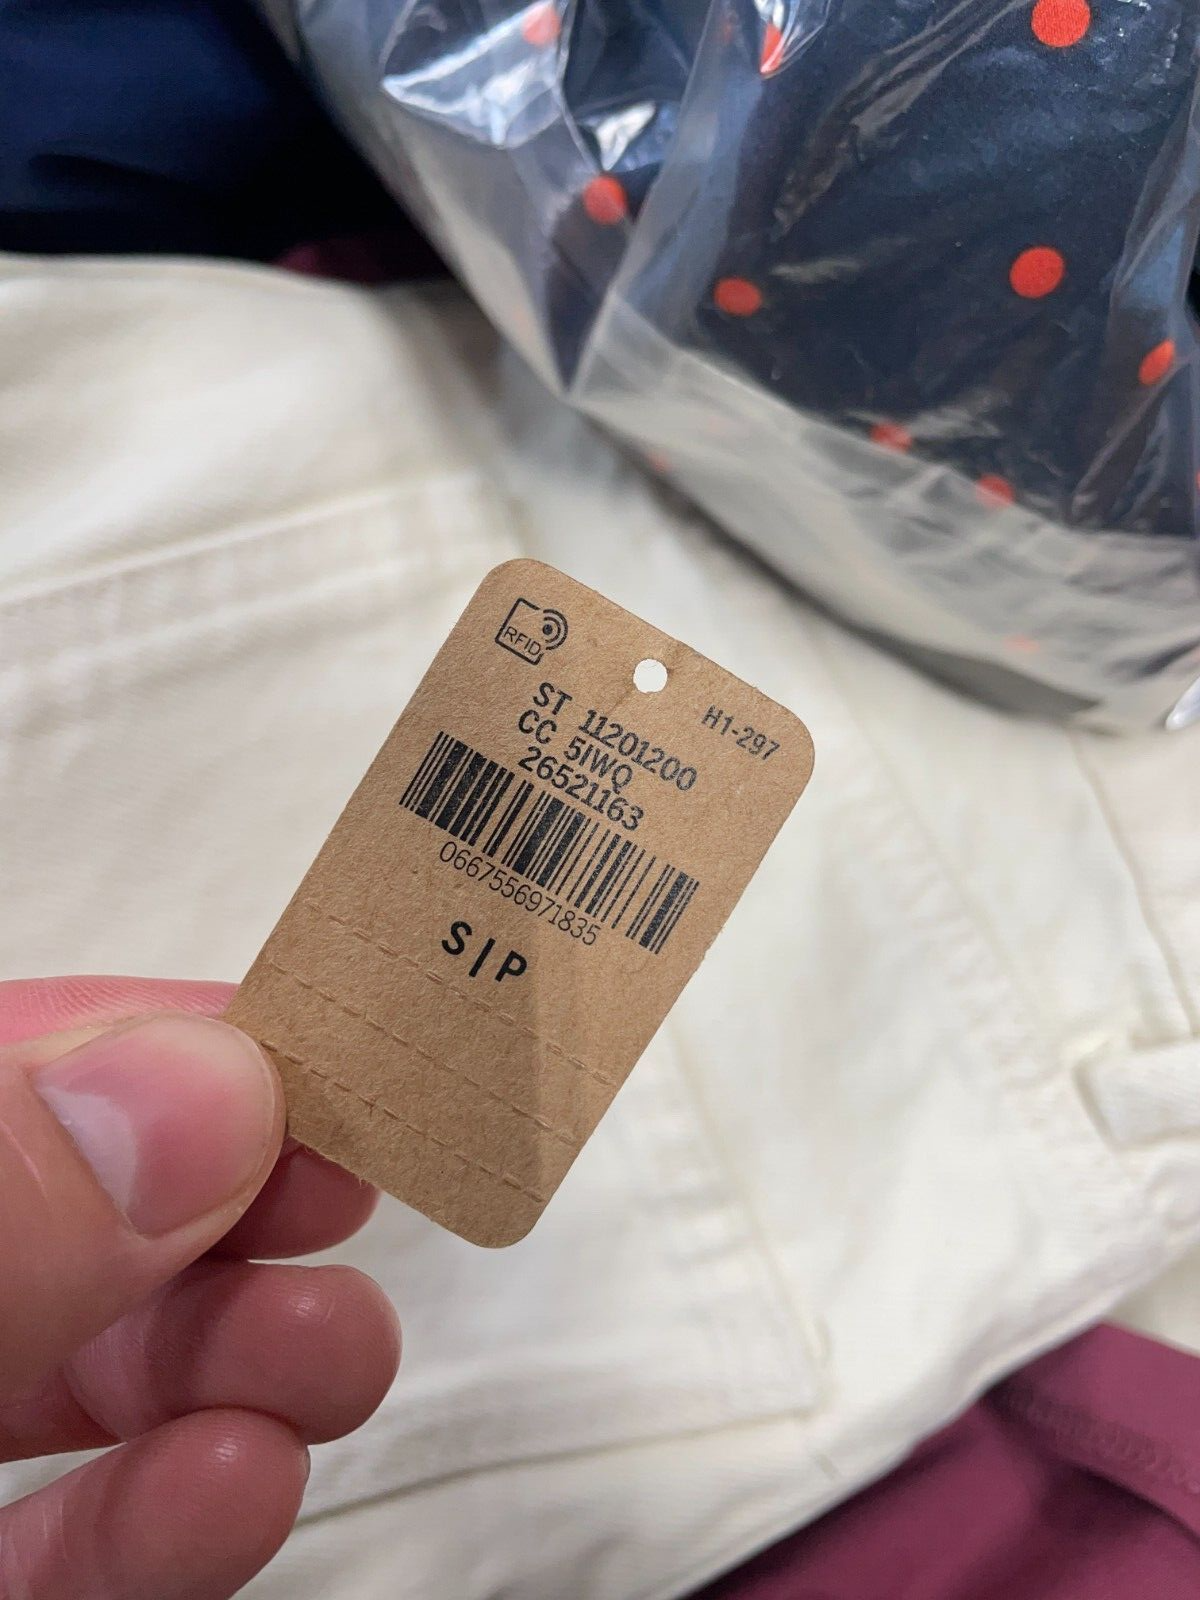 RFID
H1-297
ST 11201200
CC 5IWQ
26521163
0667556971835
S|P